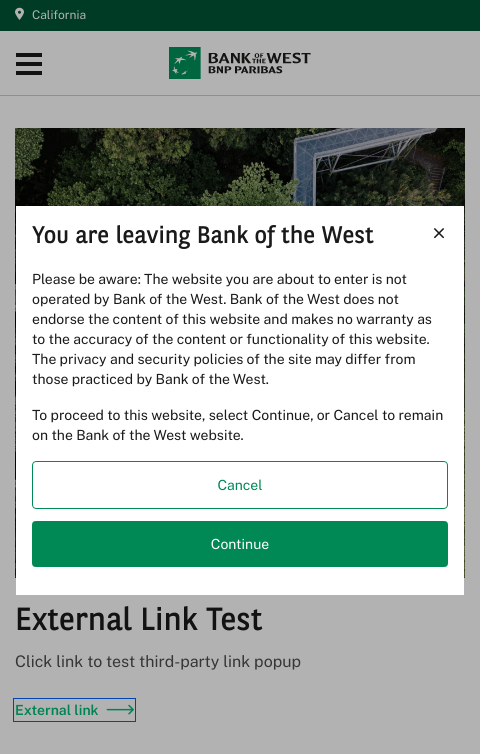 California
BANK OF THE WEST
BNP PARIBAS
You are leaving Bank of the West
Please be aware: The website you are about to enter is not
operated by Bank of the West. Bank of the West does not
endorse the content of this website and makes no warranty as
to the accuracy of the content or functionality of this website.
The privacy and security policies of the site may differ from
those practiced by Bank of the West.
To proceed to this website, select Continue, or Cancel to remain
on the Bank of the West website.
Cancel
Continue
External Link Test
Click link to test third-party link popup
External link